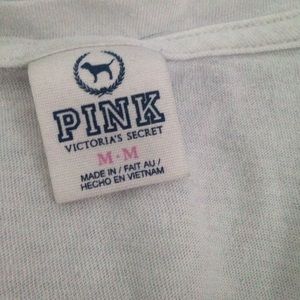 PINK
VICTORIA'S SECRET
M • M
MADE IN / FAIT AU /
HECHO EN VIETNAM